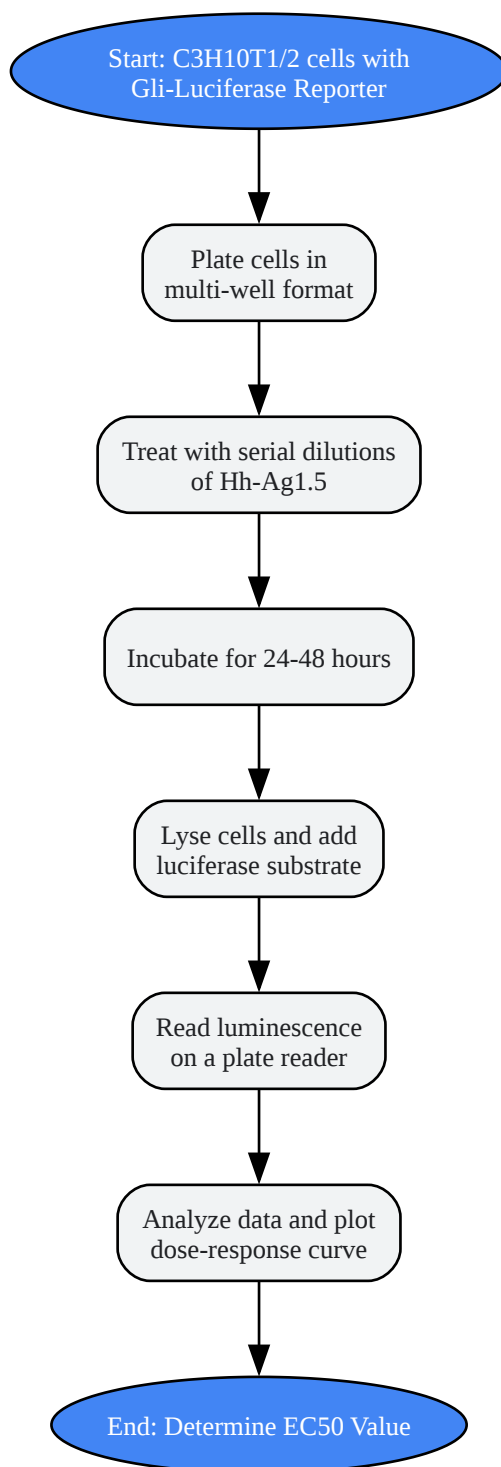 Start: C3H10T1/2 cells with
Gli-Luciferase Reporter
Plate cells in
multi-well format
Treat with serial dilutions
of Hh-Ag1.5
Incubate for 24-48 hours
Lyse cells and add
luciferase substrate
Read luminescence
on a plate reader
Analyze data and plot
dose-response curve
End: Determine EC50 Value